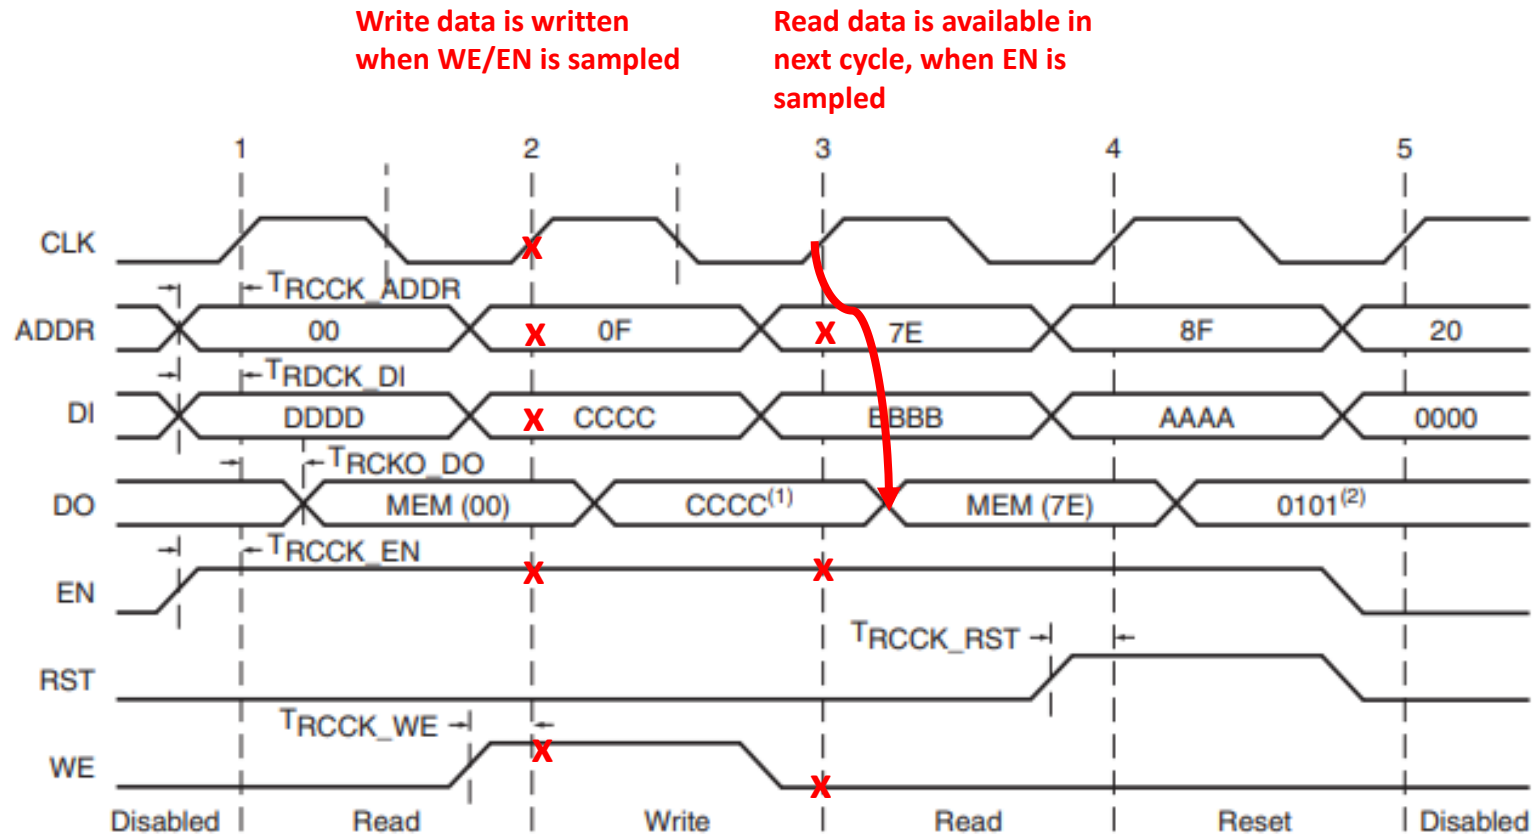 Write data is written
when WE/EN is sampled
Read data is available in
next cycle, when EN is
sampled
1 2 3 4 5
CLK
TRCCK_ADDR
ADDR 00 0F 7E 8F 20
TRDCK_DI
DI DDDD CCCC BBBB AAAA 0000
TRCKO_DO
DO MEM (00) CCCC(1) MEM (7E) 0101(2)
TRCCK_EN
EN
TRCCK_RST
RST
TRCCK_WE
WE
Disabled Read Write Read Reset Disabled